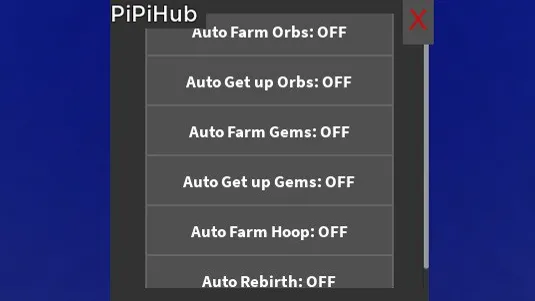 PiPiHub
X
Auto Farm Orbs: OFF
Auto Get up Orbs: OFF
Auto Farm Gems: OFF
Auto Get up Gems: OFF
Auto Farm Hoop: OFF
Auto Rebirth: OFF